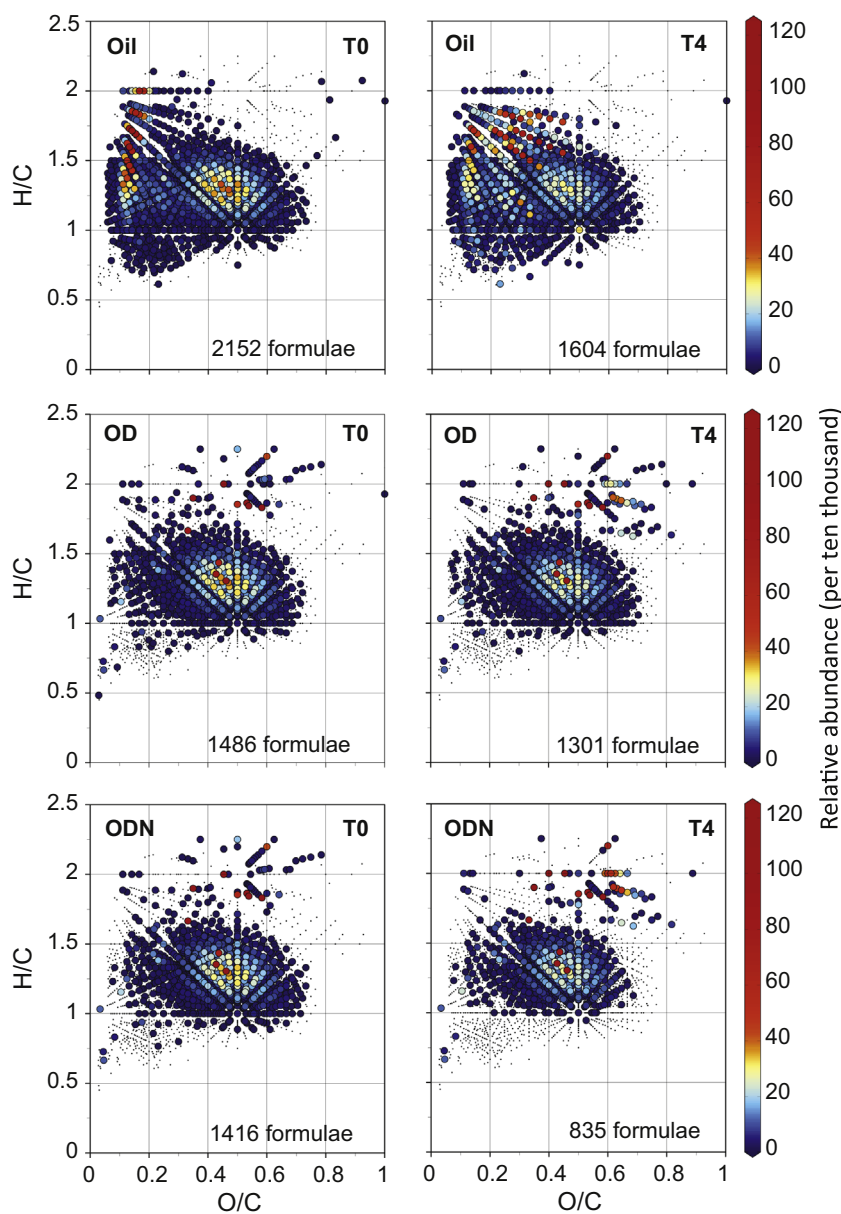 Oil T0
2.5
2
1.5
1
0.5
0
H/C
2152 formulae
Oil T4
1604 formulae
120
100
80
60
40
20
0
OD T0
2.5
2
1.5
1
0.5
0
H/C
1486 formulae
OD T4
1301 formulae
120
100
80
60
40
20
0
Relative abundance (per ten thousand)
ODN T0
2.5
2
1.5
1
0.5
0
H/C
1416 formulae
0 0.2 0.4 0.6 0.8 1
O/C
ODN T4
835 formulae
0 0.2 0.4 0.6 0.8 1
O/C
120
100
80
60
40
20
0